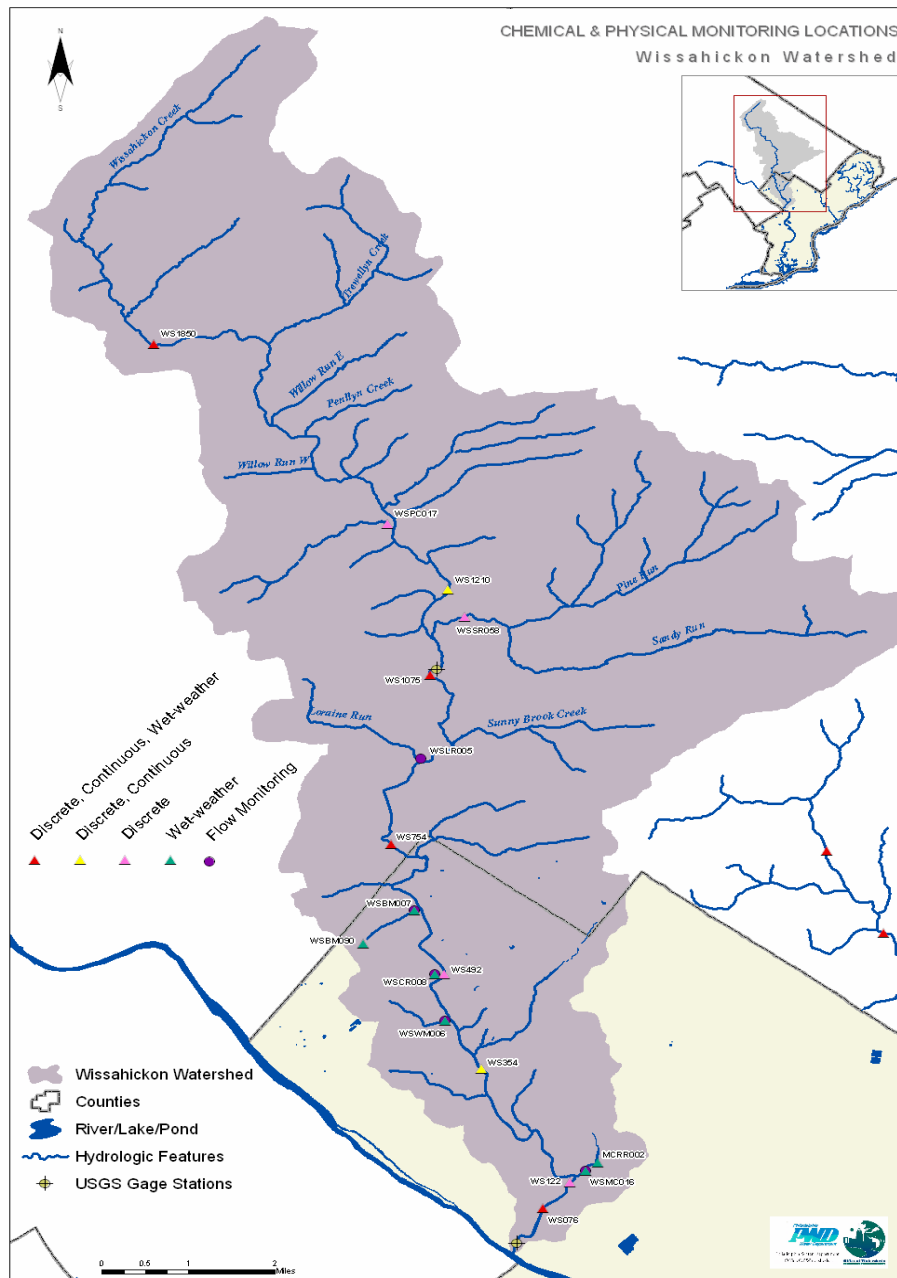 CHEMICAL & PHYSICAL MONITORING LOCATIONS
Wissahickon Watershed
N
S
Wissahickon Creek
Trewellyn Creek
WS1850
Willow Run E
Penllyn Creek
Willow Run W
WSPC017
WS1210
Pine Run
WSSR058
Sandy Run
WS1075
Loraine Run
Sunny Brook Creek
WSLR005
Discrete, Continuous, Wet-weather
Discrete, Continuous
Discrete
Wet-weather
Flow Monitoring
WS754
WSBM007
WSBM090
WS492
WSCR008
WSWM006
WS354
Wissahickon Watershed
Counties
River/Lake/Pond
Hydrologic Features
USGS Gage Stations
MCRR002
WS122
WSMC016
WS076
PWD
0 1 2
Miles